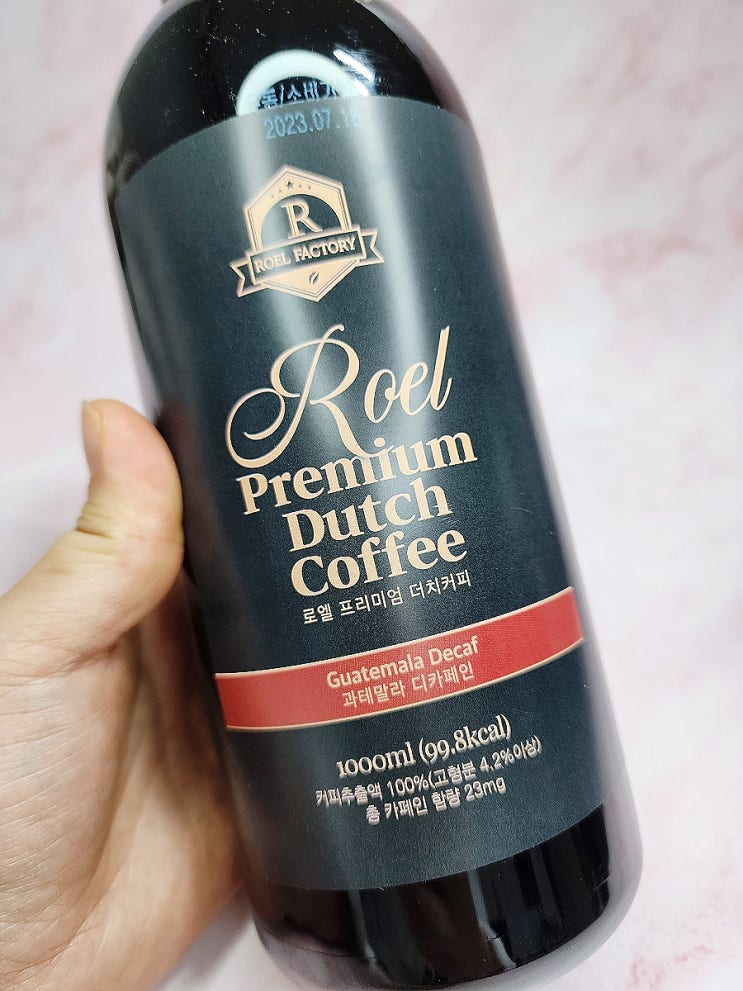 2023.07.18
R
ROEL FACTORY
Roel
Premium
Dutch
Coffee
로엘 프리미엄 더치커피
Guatemala Decaf
과테말라 디카페인
1000ml (99.8kcal)
커피추출액 100%(고형분 4.2%이상)
총 카페인 함량 23mg